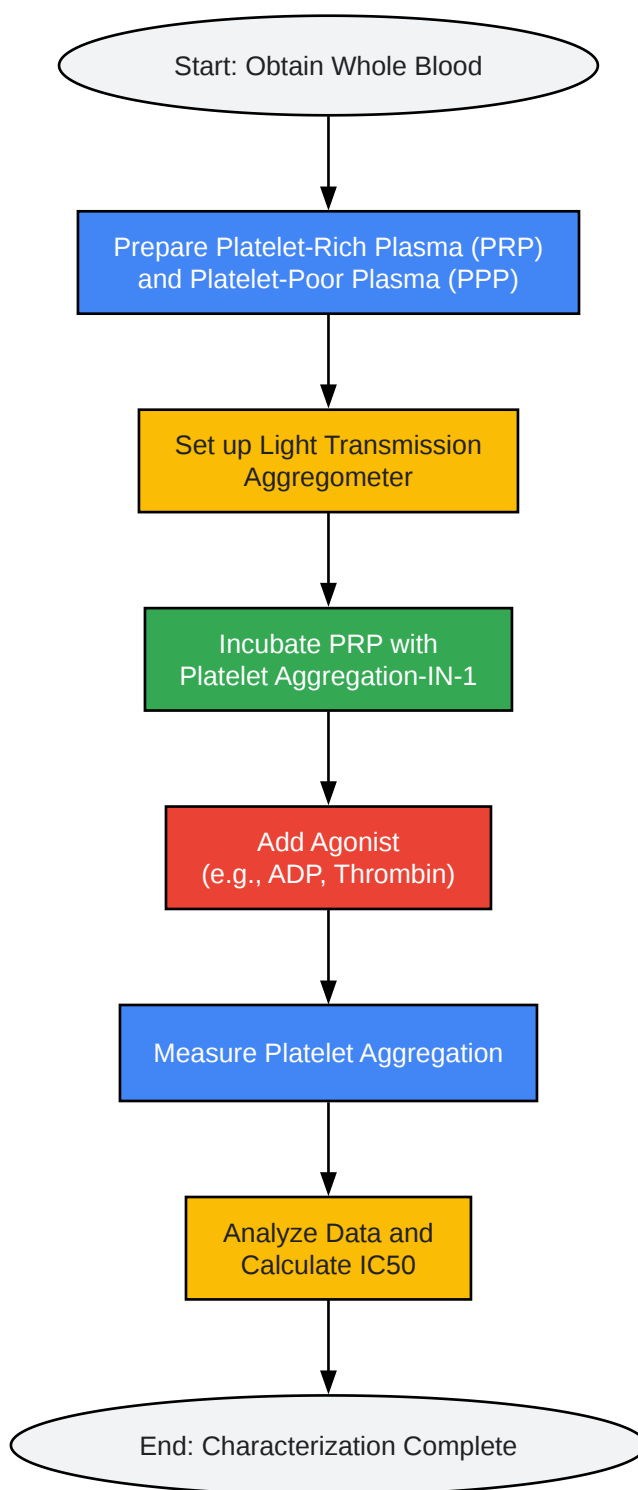 Start: Obtain Whole Blood
Prepare Platelet-Rich Plasma (PRP)
and Platelet-Poor Plasma (PPP)
Set up Light Transmission
Aggregometer
Incubate PRP with
Platelet Aggregation-IN-1
Add Agonist
(e.g., ADP, Thrombin)
Measure Platelet Aggregation
Analyze Data and
Calculate IC50
End: Characterization Complete